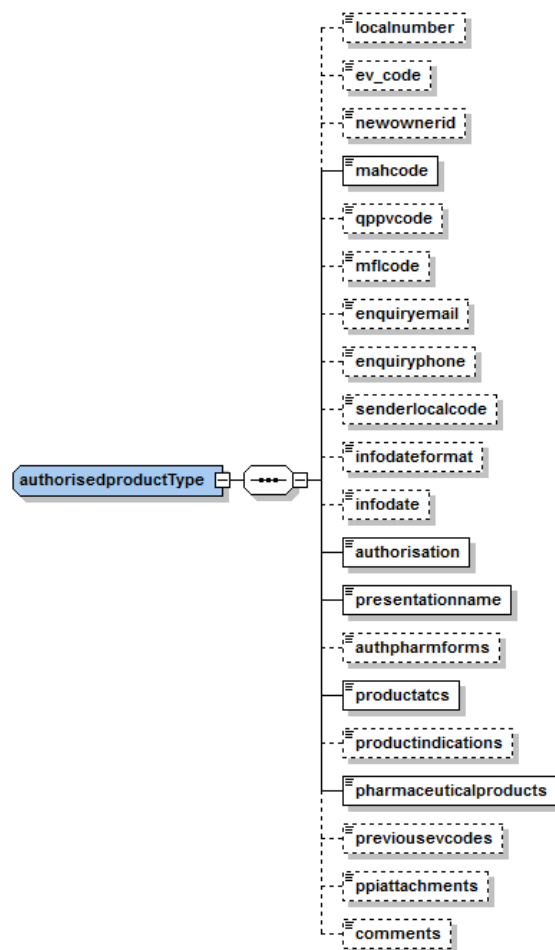 localnumber
ev_code
newownerid
mahcode
qppvcode
mflcode
enquiryemail
enquiryphone
senderlocalcode
infodateformat
authorisedproductType
infodate
authorisation
presentationname
authpharmforms
productatcs
productindications
pharmaceuticalproducts
previousevcodes
ppiattachments
comments